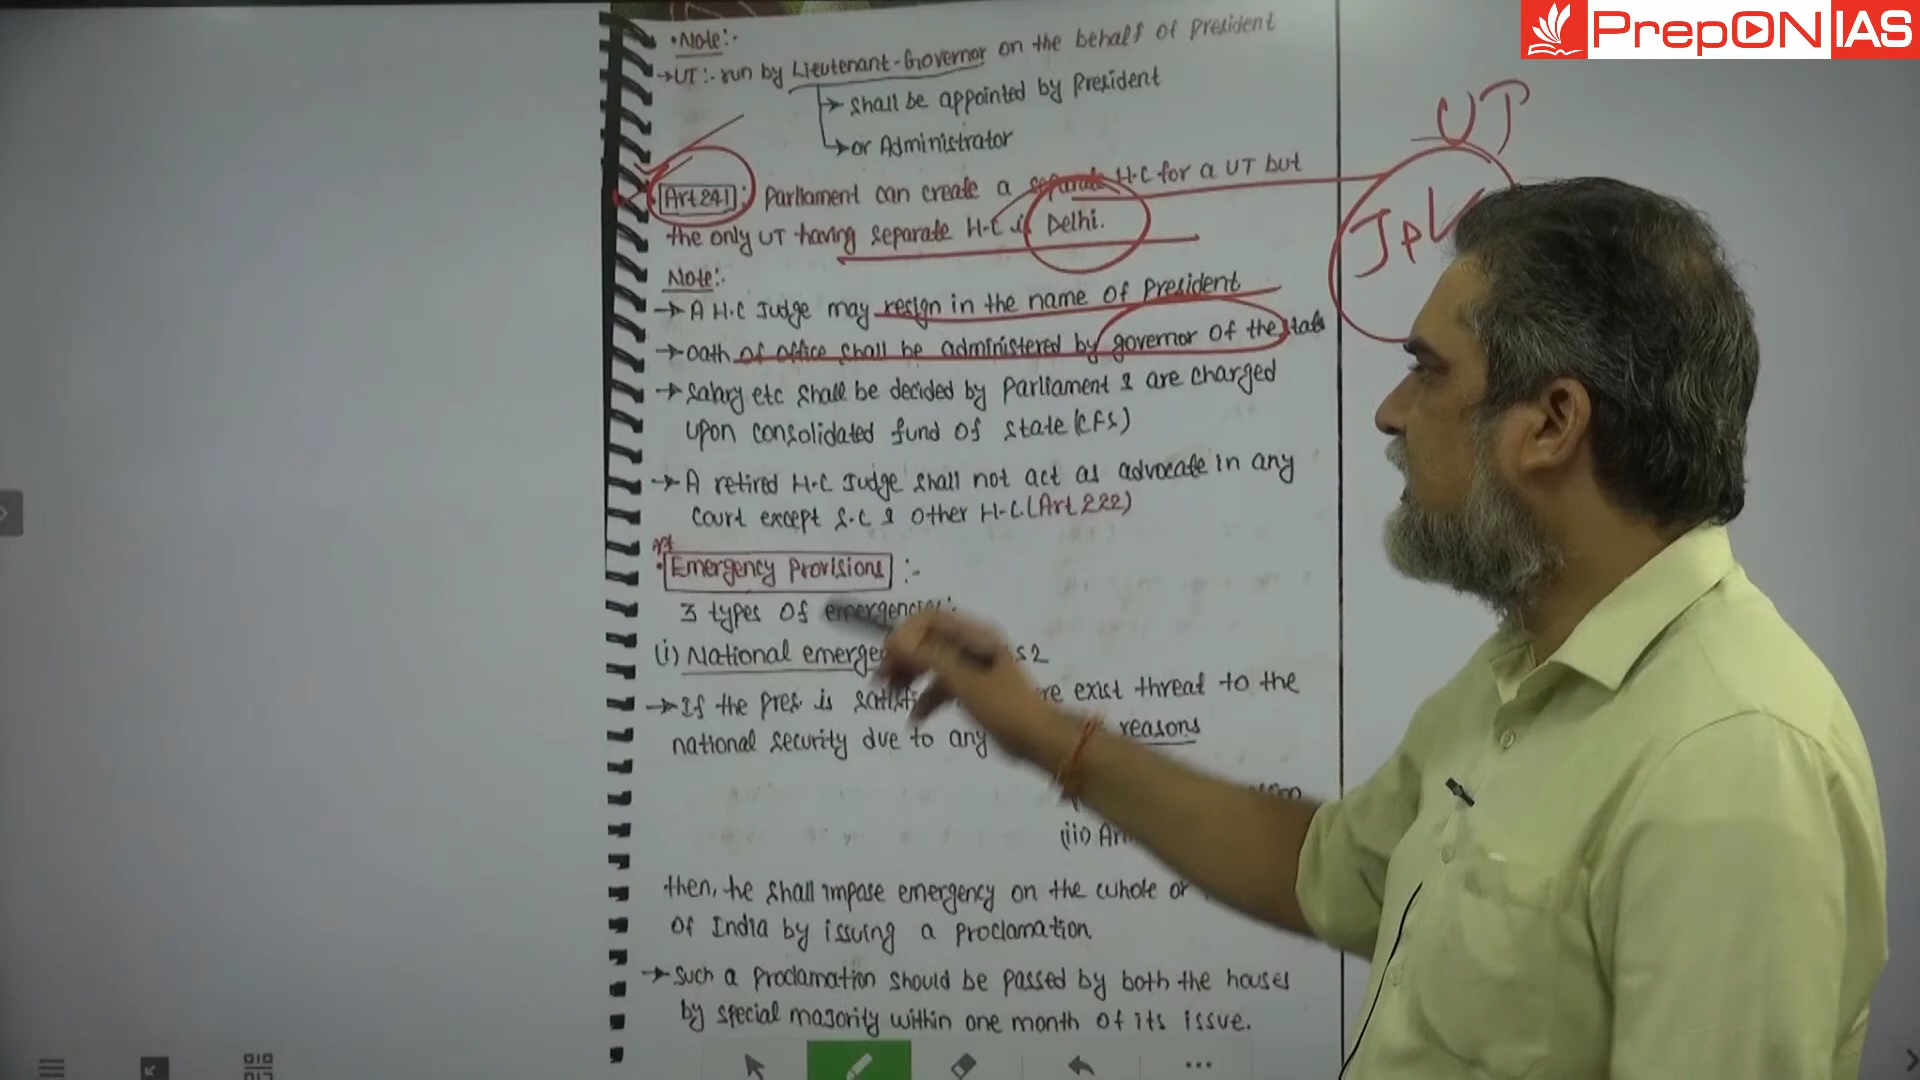 PrepON IAS
• Note:-
→ UT:- run by Lieutenant-Governor on the behalf of President
→ shall be appointed by President
→ or Administrator
UT
J&K
• Art 241 : Parliament can create a separate H.C for a UT but
the only UT having separate H.C is Delhi.
Note:-
→ A H.C Judge may resign in the name of President
→ Oath of office shall be administered by governor of the state
→ Salary etc shall be decided by Parliament & are charged
upon consolidated fund of state (CFS)
→ A retired H.C Judge shall not act as advocate in any
court except S.C & other H.C. (Art 222)
• Emergency Provisions :-
3 types of emergencies:
(i) National
→ If the Pres. is exist threat to the
national security due to any reasons
(iii)
then, he shall impose emergency on the whole or
of India by issuing a proclamation.
→ Such a proclamation should be passed by both the houses
by special majority within one month of its issue.